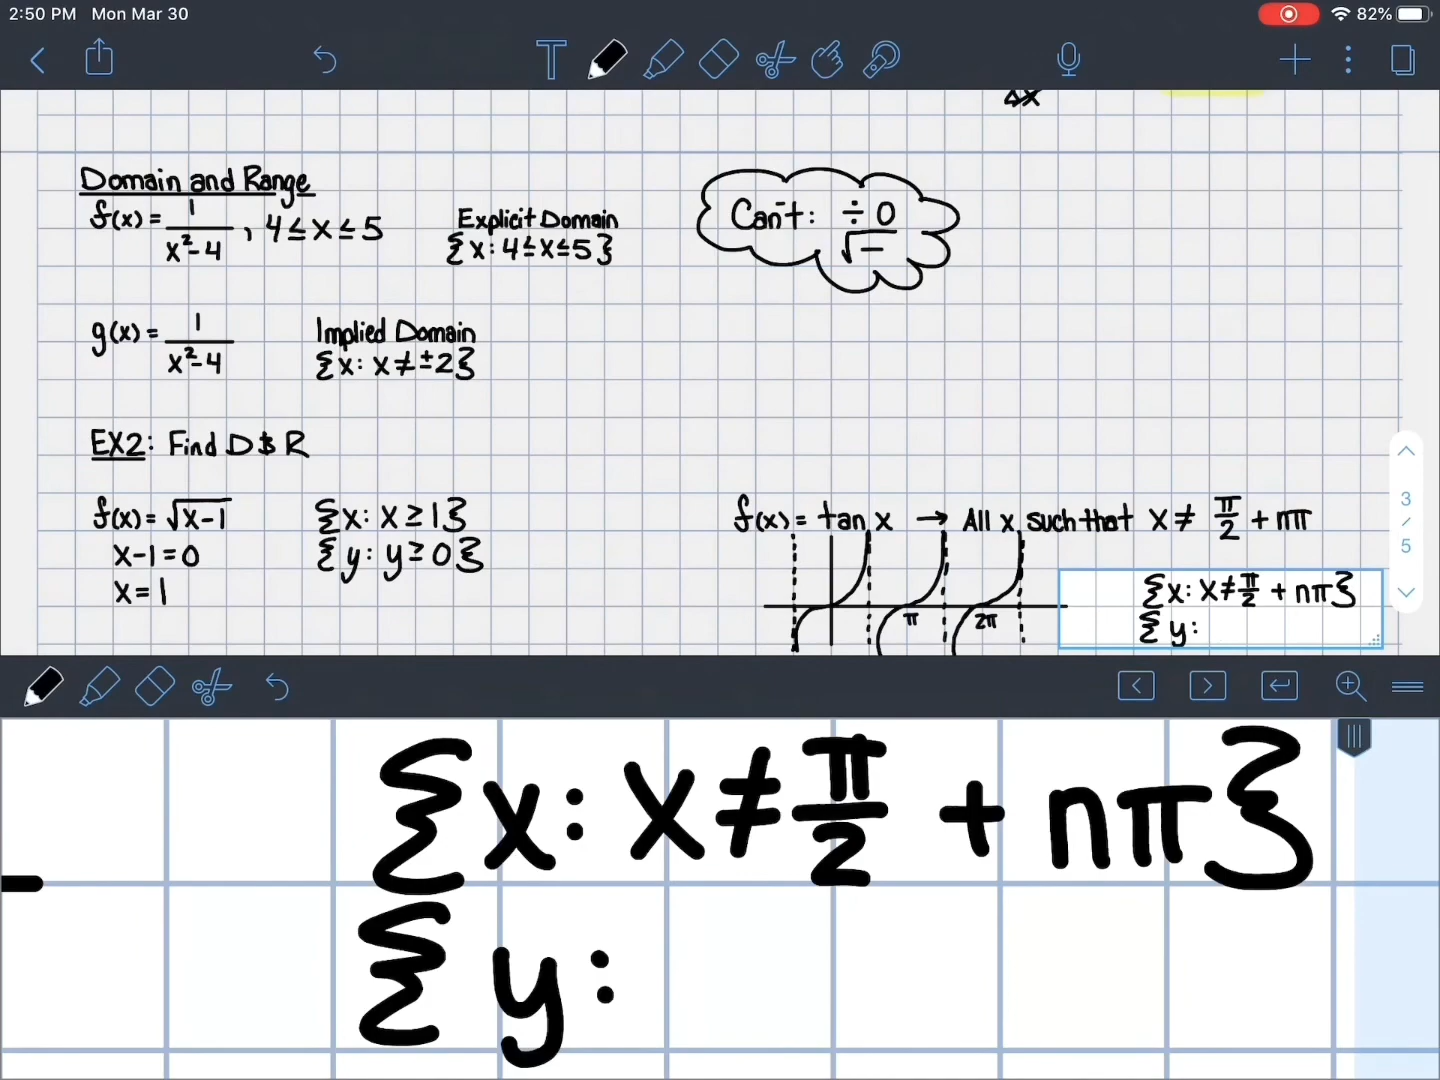 2:50 PM Mon Mar 30
82%
Δx
Domain and Range
f(x) = 1/(x²-4), 4 ≤ x ≤ 5
Explicit Domain
{x: 4 ≤ x ≤ 5}
Can't: ÷ 0
√−
g(x) = 1/(x²-4)
Implied Domain
{x: x ≠ ±2}
EX2: Find D & R
f(x) = √(x-1)
x-1 = 0
x = 1
{x: x ≥ 1}
{y: y ≥ 0}
f(x) = tan x → All x such that x ≠ π/2 + nπ
π 2π
{x: x ≠ π/2 + nπ}
{y:
3 / 5
{x: x ≠ π/2 + nπ}
{y: